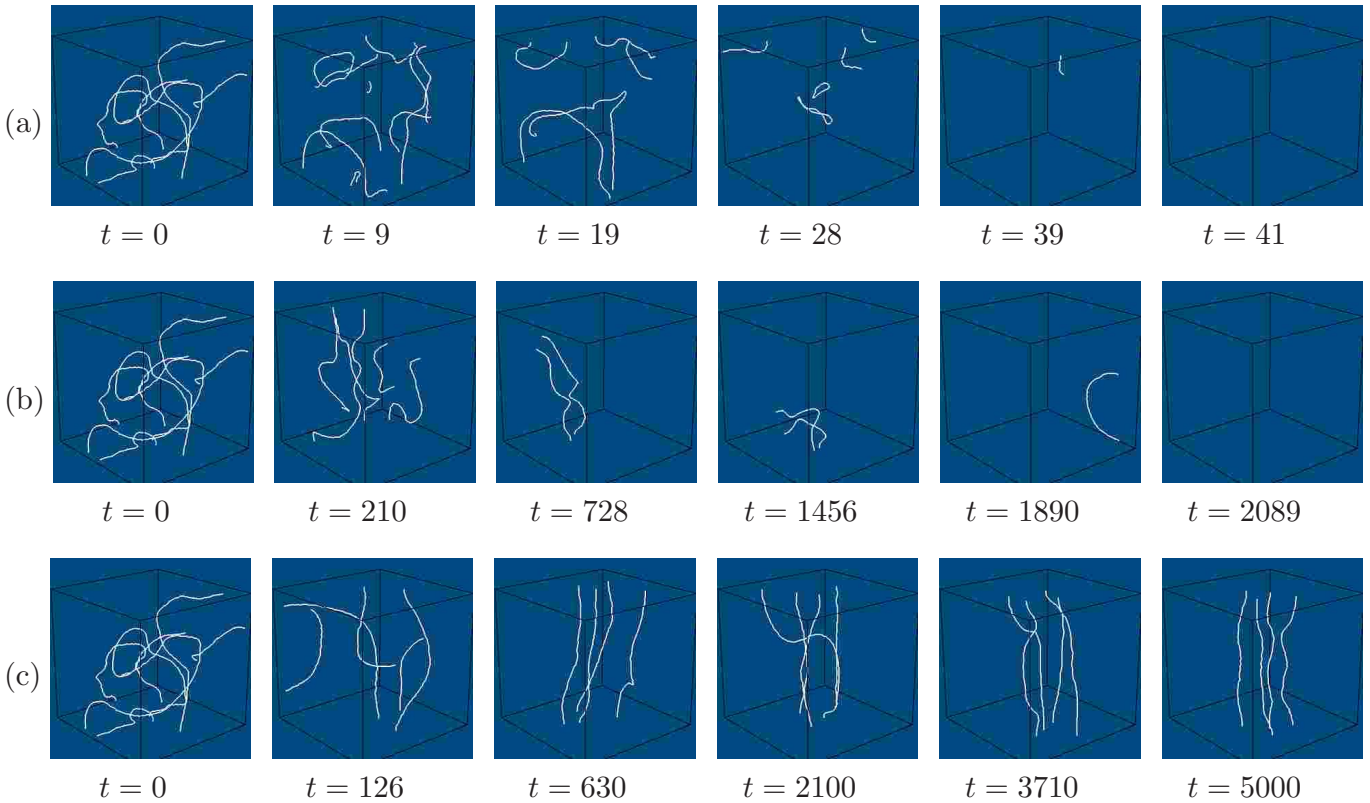 (a)
t = 0 t = 9 t = 19 t = 28 t = 39 t = 41
(b)
t = 0 t = 210 t = 728 t = 1456 t = 1890 t = 2089
(c)
t = 0 t = 126 t = 630 t = 2100 t = 3710 t = 5000